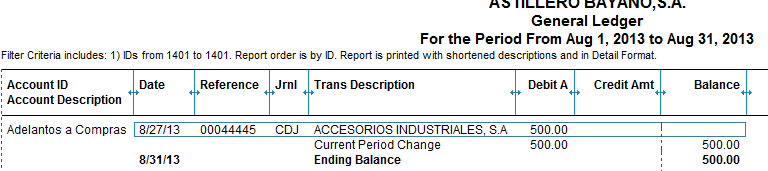 ASTILLERO BAYANO,S.A.
General Ledger
For the Period From Aug 1, 2013 to Aug 31, 2013
Filter Criteria includes: 1) IDs from 1401 to 1401. Report order is by ID. Report is printed with shortened descriptions and in Detail Format.
Account ID Date Reference Jrnl Trans Description Debit A Credit Amt Balance
Account Description
Adelantos a Compras 8/27/13 00044445 CDJ ACCESORIOS INDUSTRIALES, S.A 500.00
Current Period Change 500.00 500.00
8/31/13 Ending Balance 500.00